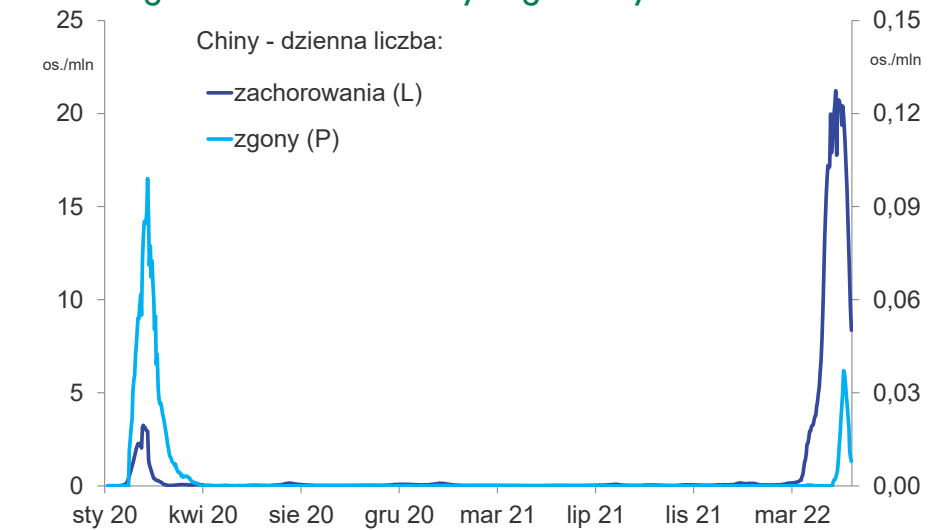 25
0,15
Chiny - dzienna liczba:
os./mln
os./mln
zachorowania (L)
20
0,12
zgony (P)
15
0,09
10
0,06
5
0,03
0
0,00
sty 20 kwi 20 sie 20 gru 20 mar 21 lip 21 lis 21 mar 22